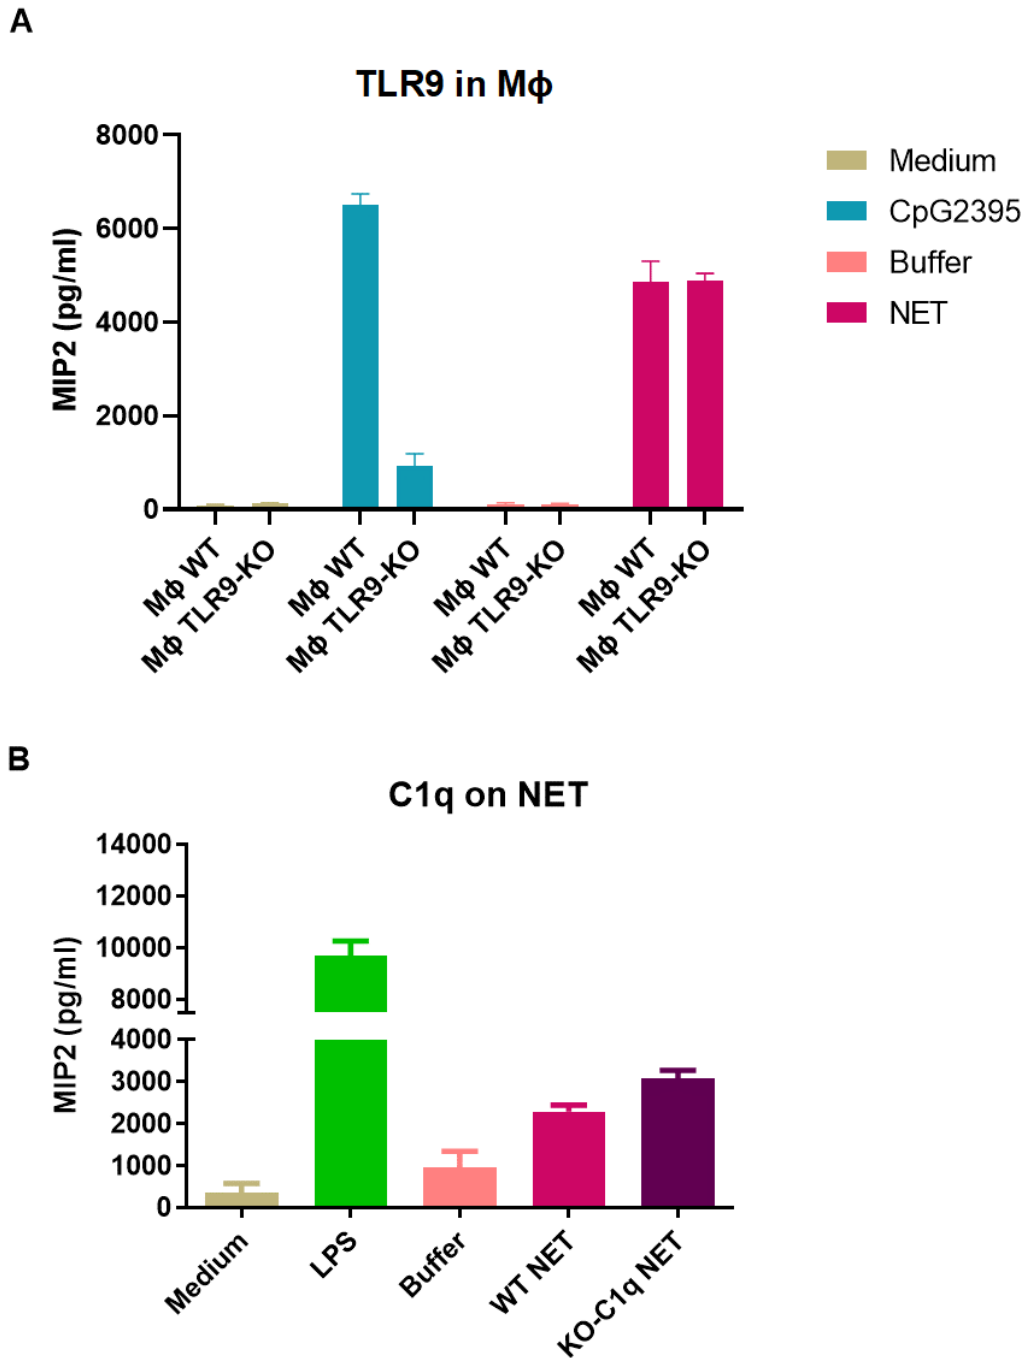 A
TLR9 in Mϕ
8000
6000
4000
2000
0
MIP2 (pg/ml)
Medium
CpG2395
Buffer
NET
Mϕ WT
Mϕ TLR9-KO
Mϕ WT
Mϕ TLR9-KO
Mϕ WT
Mϕ TLR9-KO
Mϕ WT
Mϕ TLR9-KO
B
C1q on NET
14000
12000
10000
8000
4000
3000
2000
1000
0
MIP2 (pg/ml)
Medium
LPS
Buffer
WT NET
KO-C1q NET